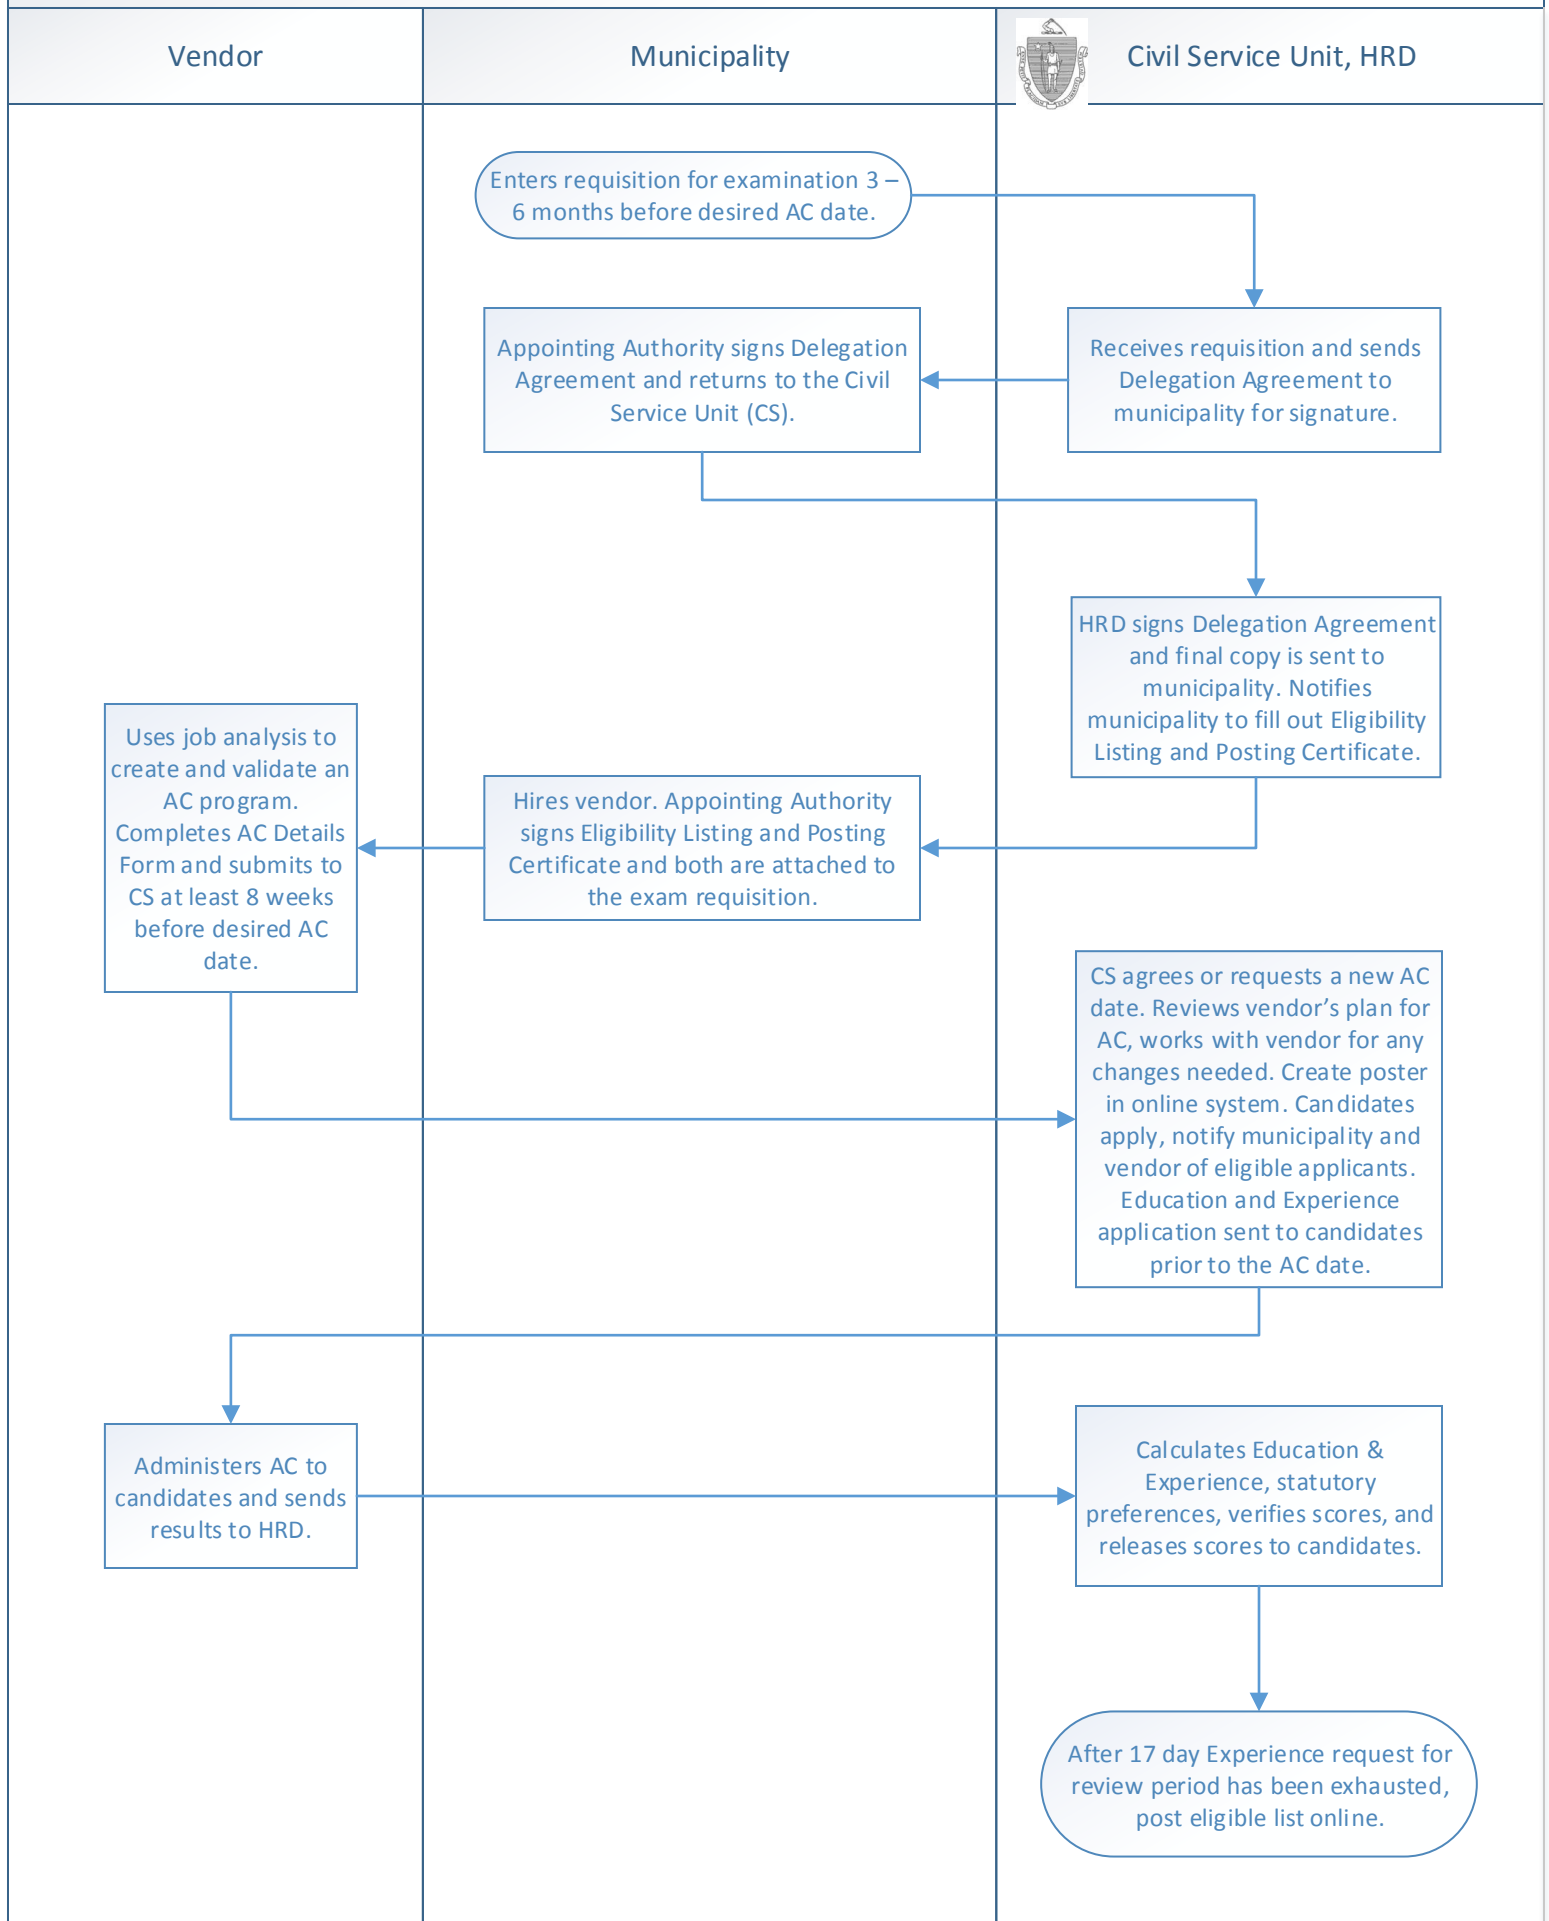 Vendor
Municipality
Civil Service Unit, HRD
Enters requisition for examination 3 –
6 months before desired AC date.
Receives requisition and sends
Delegation Agreement to
municipality for signature.
Appointing Authority signs Delegation
Agreement and returns to the Civil
Service Unit (CS).
HRD signs Delegation Agreement
and final copy is sent to
municipality. Notifies
municipality to fill out Eligibility
Listing and Posting Certificate.
Hires vendor. Appointing Authority
signs Eligibility Listing and Posting
Certificate and both are attached to
the exam requisition.
Uses job analysis to
create and validate an
AC program.
Completes AC Details
Form and submits to
CS at least 8 weeks
before desired AC
date.
CS agrees or requests a new AC
date. Reviews vendor’s plan for
AC, works with vendor for any
changes needed. Create poster
in online system. Candidates
apply, notify municipality and
vendor of eligible applicants.
Education and Experience
application sent to candidates
prior to the AC date.
Administers AC to
candidates and sends
results to HRD.
Calculates Education &
Experience, statutory
preferences, verifies scores, and
releases scores to candidates.
After 17 day Experience request for
review period has been exhausted,
post eligible list online.